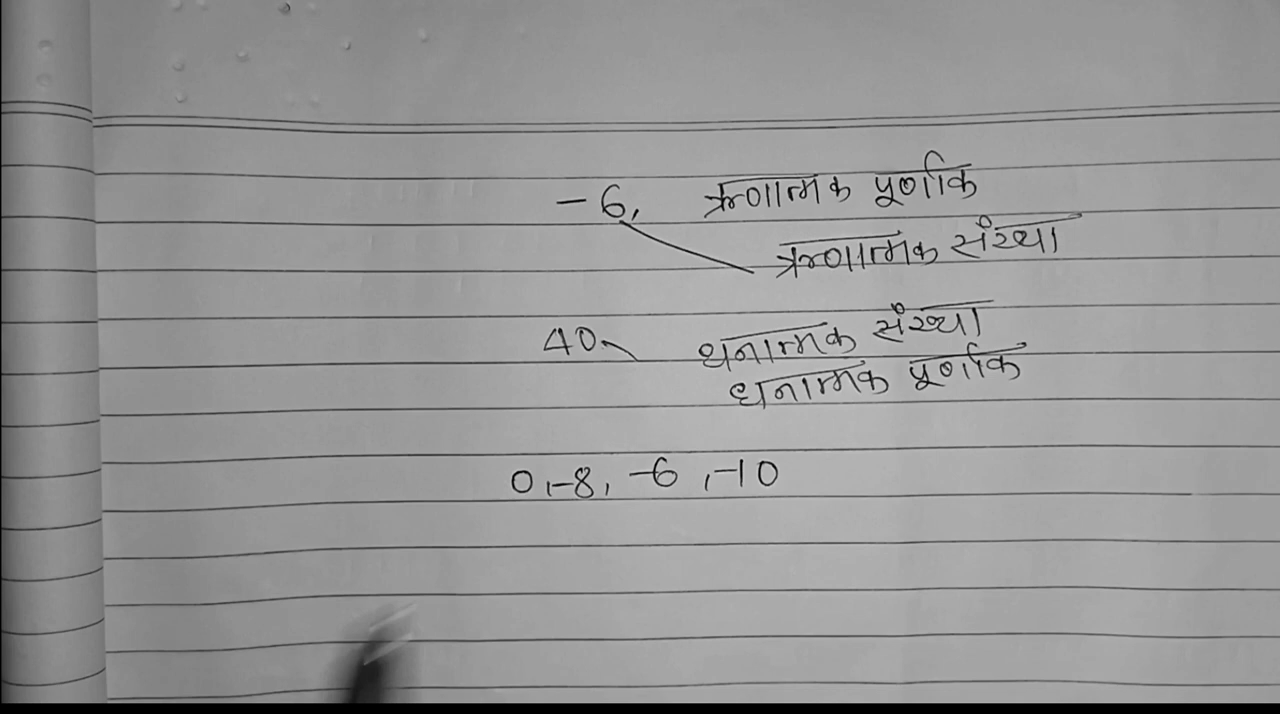 -6, ऋणात्मक पूर्णांक
ऋणात्मक संख्या
40 धनात्मक संख्या
धनात्मक पूर्णांक
0, -8, -6, -10